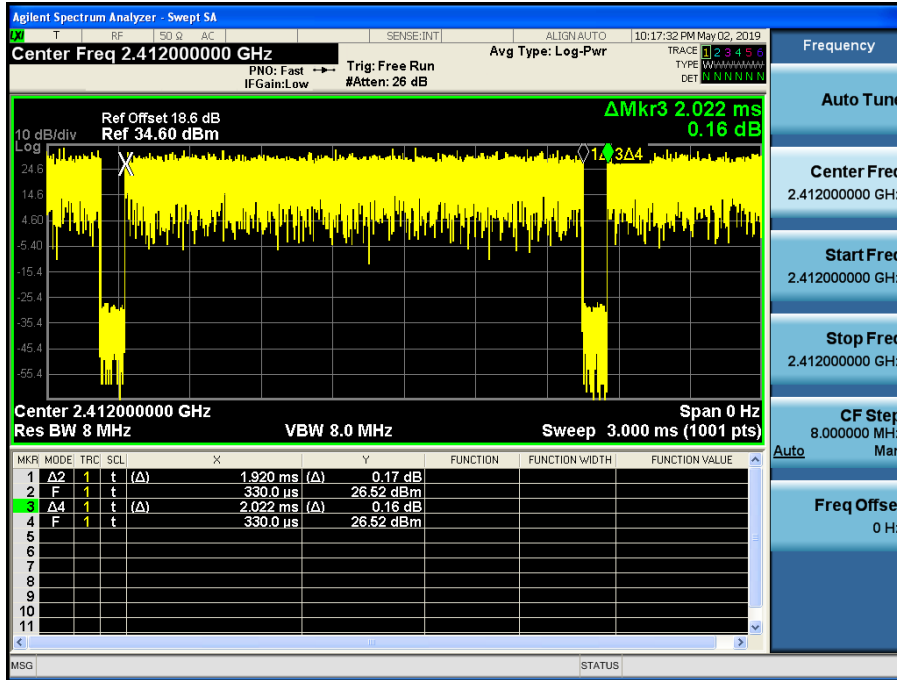 Agilent Spectrum Analyzer - Swept SA
LXI T RF 50 Ω AC SENSE:INT ALIGN AUTO 10:17:32 PM May 02, 2019
Center Freq 2.412000000 GHz
PNO: Fast
IFGain:Low
Trig: Free Run
#Atten: 26 dB
Avg Type: Log-Pwr
TRACE 1 2 3 4 5 6
TYPE WWWWWW
DET N N N N N N
Frequency
Auto Tune
Center Freq
2.412000000 GHz
Start Freq
2.412000000 GHz
Stop Freq
2.412000000 GHz
CF Step
8.000000 MHz
Auto Man
Freq Offset
0 Hz
ΔMkr3 2.022 ms
0.16 dB
Ref Offset 18.6 dB
10 dB/div Ref 34.60 dBm
Log
1Δ 3Δ4
24.6
14.6
4.60
-5.40
-15.4
-25.4
-35.4
-45.4
-55.4
Center 2.412000000 GHz Span 0 Hz
Res BW 8 MHz VBW 8.0 MHz Sweep 3.000 ms (1001 pts)
MKR MODE TRC SCL X Y FUNCTION FUNCTION WIDTH FUNCTION VALUE
1 Δ2 1 t (Δ) 1.920 ms (Δ) 0.17 dB
2 F 1 t 330.0 µs 26.52 dBm
3 Δ4 1 t (Δ) 2.022 ms (Δ) 0.16 dB
4 F 1 t 330.0 µs 26.52 dBm
5
6
7
8
9
10
11
MSG STATUS